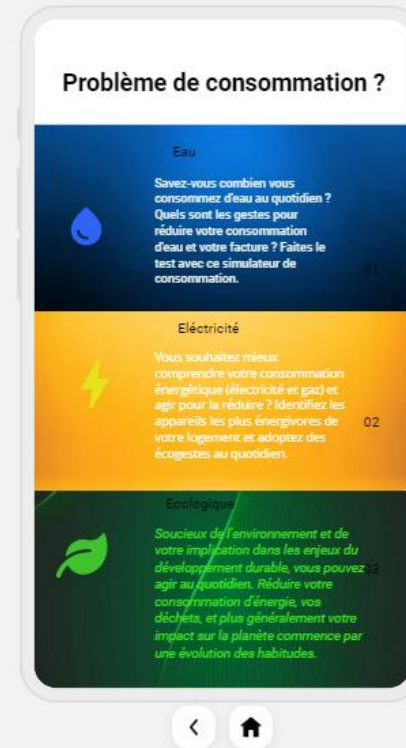 Problème de consommation ?
Eau
Savez-vous combien vous
consommez d'eau au quotidien ?
Quels sont les gestes pour
réduire votre consommation
d'eau et votre facture ? Faites le
test avec ce simulateur de
consommation.
01
Eléctricité
Vous souhaitez mieux
comprendre votre consommation
énergétique (électricité et gaz) et
agir pour la réduire ? Identifiez les
appareils les plus énergivores de
votre logement et adoptez des
écogestes au quotidien.
02
Ecologique
Soucieux de l'environnement et de
votre implication dans les enjeux du
développement durable, vous pouvez
agir au quotidien. Réduire votre
consommation d'énergie, vos
déchets, et plus généralement votre
impact sur la planète commence par
une évolution des habitudes.
03